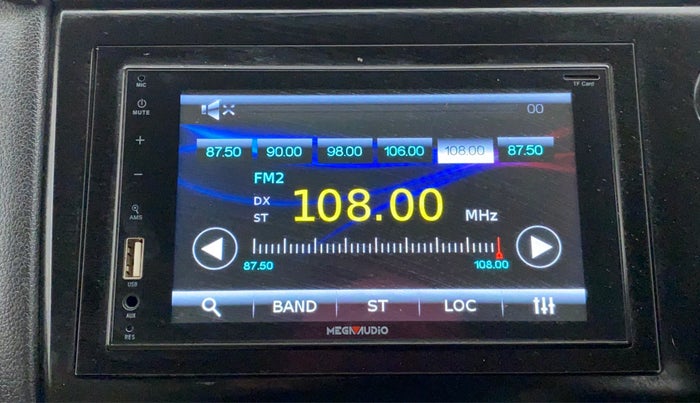 MIC
TF Card
MUTE
00
87.50 90.00 98.00 106.00 108.00 87.50
FM2
DX
ST
108.00 MHz
+
-
AMS
87.50 108.00
USB
BAND ST LOC
AUX
RES
MEGAAUDIO